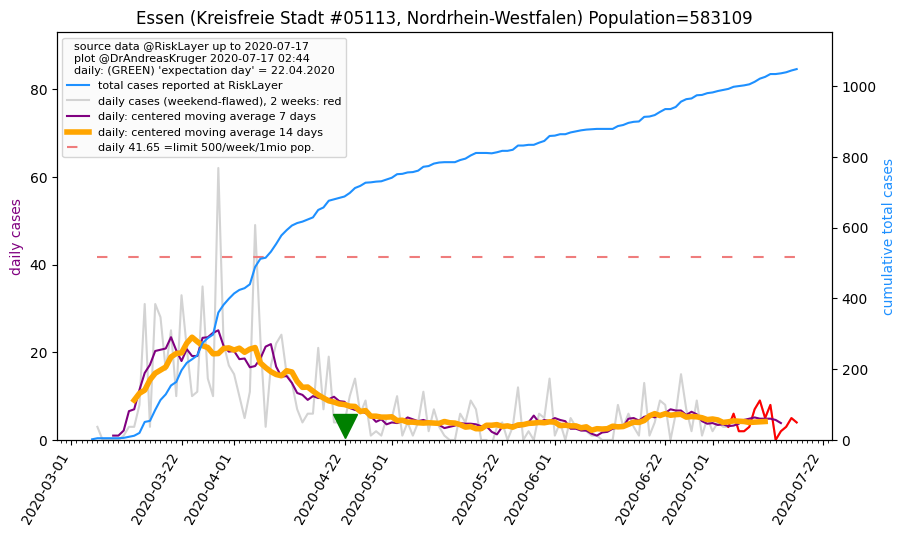 Essen (Kreisfreie Stadt #05113, Nordrhein-Westfalen) Population=583109
source data @RiskLayer up to 2020-07-17
plot @DrAndreasKruger 2020-07-17 02:44
daily: (GREEN) 'expectation day' = 22.04.2020
total cases reported at RiskLayer
daily cases (weekend-flawed), 2 weeks: red
daily: centered moving average 7 days
daily: centered moving average 14 days
daily 41.65 =limit 500/week/1mio pop.
daily cases
80
60
40
20
0
cumulative total cases
1000
800
600
400
200
0
2020-03-01
2020-03-22
2020-04-01
2020-04-22
2020-05-01
2020-05-22
2020-06-01
2020-06-22
2020-07-01
2020-07-22